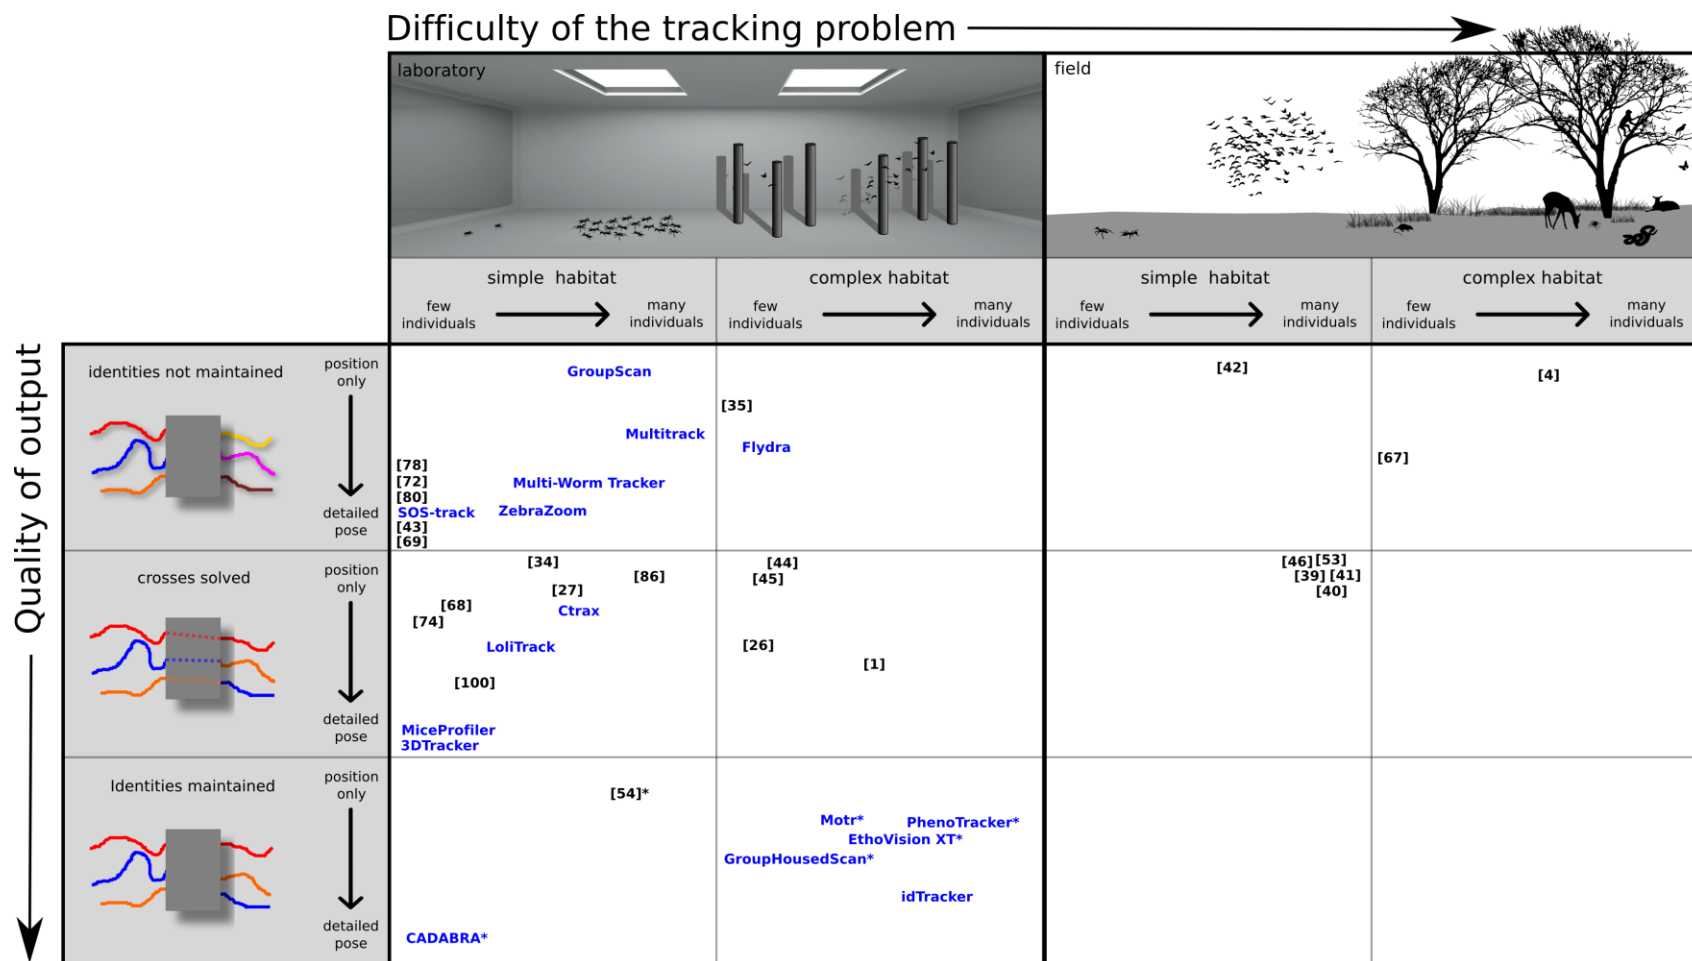 Difficulty of the tracking problem
laboratory
field
simple habitat
complex habitat
simple habitat
complex habitat
few individuals
many individuals
few individuals
many individuals
few individuals
many individuals
few individuals
many individuals
Quality of output
identities not maintained
position only
detailed pose
GroupScan
[42]
[4]
[35]
Multitrack
Flydra
[67]
[78]
[72]
Multi-Worm Tracker
[80]
SOS-track
ZebraZoom
[43]
[69]
crosses solved
position only
detailed pose
[34]
[86]
[27]
Ctrax
[68]
[74]
LoliTrack
[100]
MiceProfiler
3DTracker
[44]
[45]
[26]
[1]
[46] [53]
[39] [41]
[40]
Identities maintained
position only
detailed pose
[54]*
Motr*
PhenoTracker*
EthoVision XT*
GroupHousedScan*
idTracker
CADABRA*